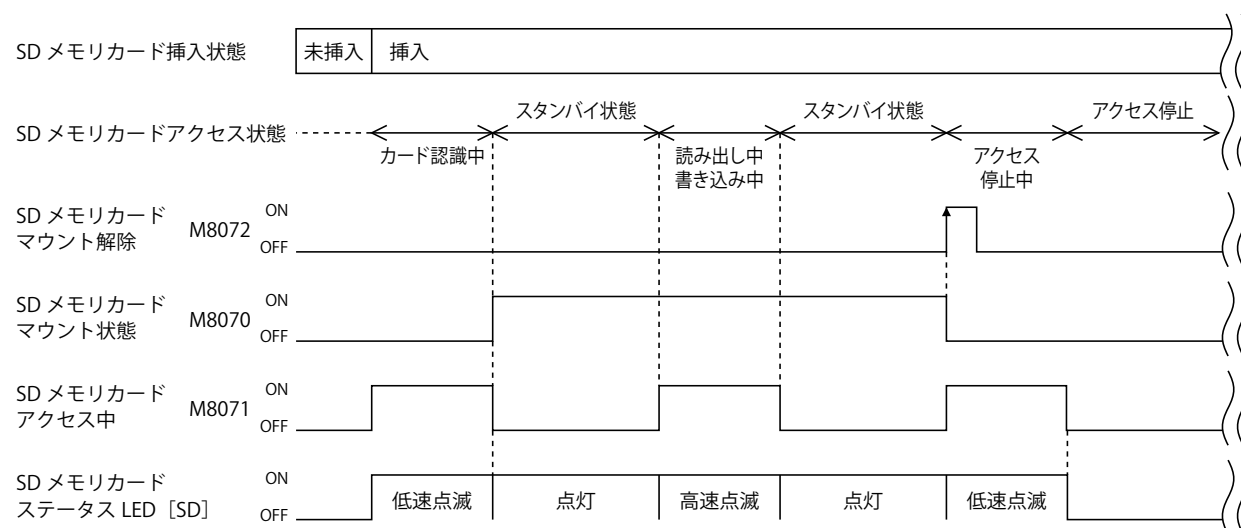 SD メモリカード挿入状態
未挿入
挿入
SD メモリカードアクセス状態
スタンバイ状態
スタンバイ状態
アクセス停止
カード認識中
読み出し中
書き込み中
アクセス
停止中
SD メモリカード
マウント解除
M8072
ON
OFF
SD メモリカード
マウント状態
M8070
ON
OFF
SD メモリカード
アクセス中
M8071
ON
OFF
SD メモリカード
ステータス LED［SD］
ON
OFF
低速点滅
点灯
高速点滅
点灯
低速点滅